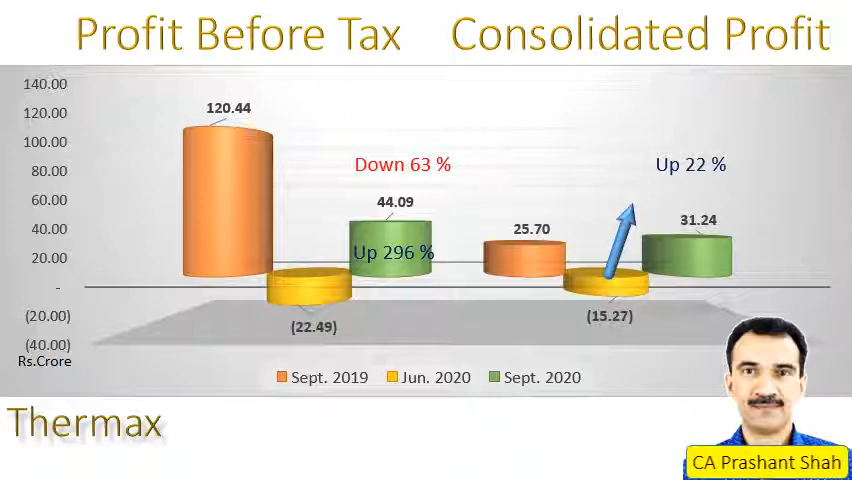 Profit Before Tax Consolidated Profit
140.00
120.00
100.00
80.00
60.00
40.00
20.00
-
(20.00)
(40.00)
Rs.Crore
120.44
Down 63 %
44.09
Up 296 %
(22.49)
Up 22 %
25.70
31.24
(15.27)
Sept. 2019 Jun. 2020 Sept. 2020
Thermax
CA Prashant Shah